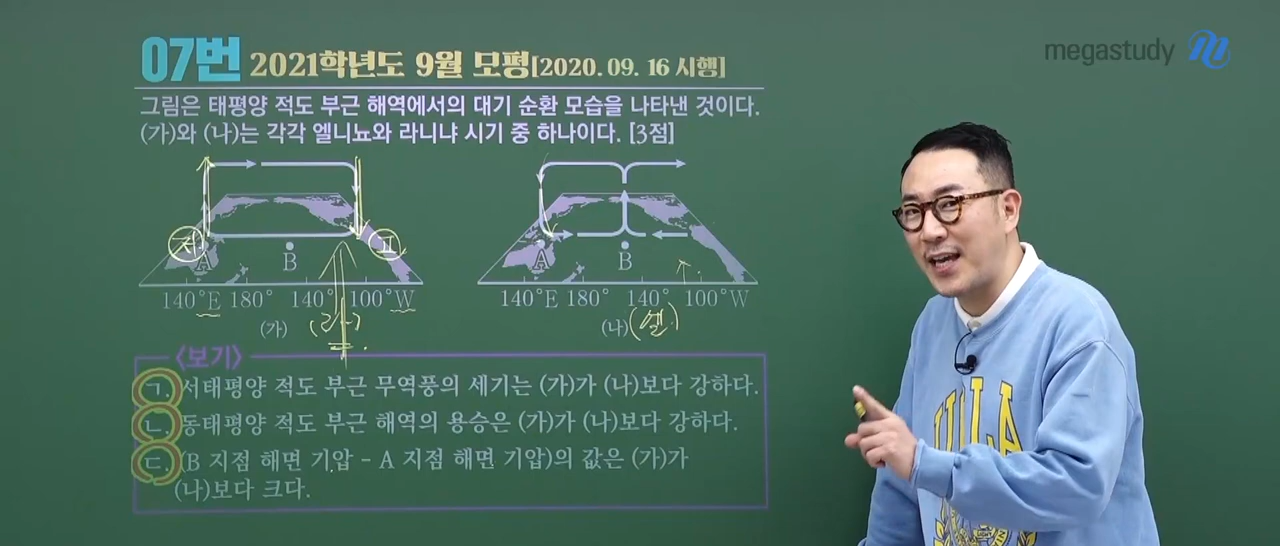 megastudy
07번 2021학년도 9월 모평[2020. 09. 16 시행]
그림은 태평양 적도 부근 해역에서의 대기 순환 모습을 나타낸 것이다.
(가)와 (나)는 각각 엘니뇨와 라니냐 시기 중 하나이다. [3점]
저 고
A B
140°E 180° 140° 100°W
(가) (라)
A B
140°E 180° 140° 100°W
(나) (엘)
<보기>
ㄱ. 서태평양 적도 부근 무역풍의 세기는 (가)가 (나)보다 강하다.
ㄴ. 동태평양 적도 부근 해역의 용승은 (가)가 (나)보다 강하다.
ㄷ. (B 지점 해면 기압 - A 지점 해면 기압)의 값은 (가)가
(나)보다 크다.